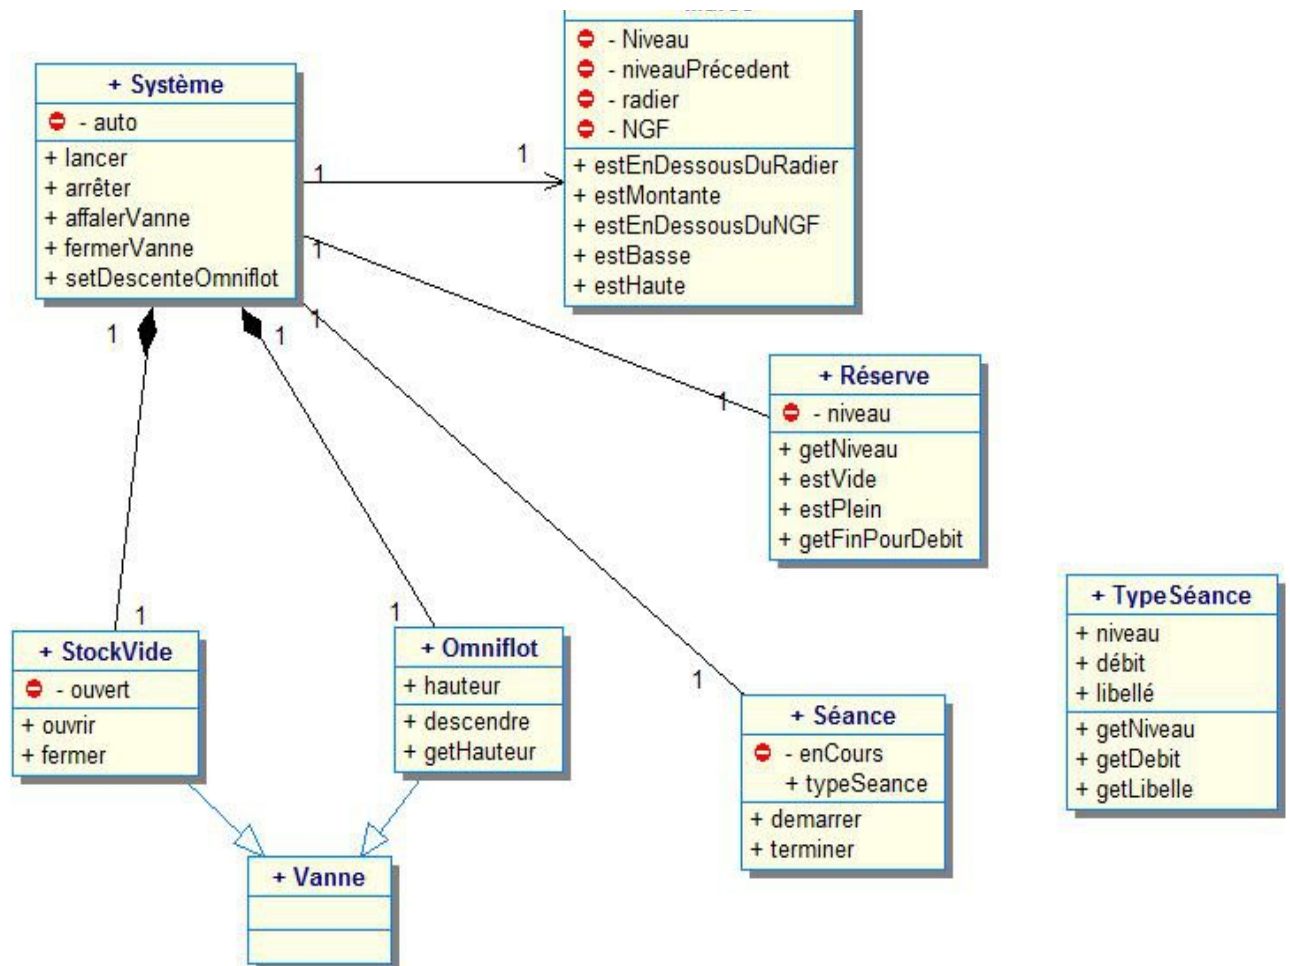 - Niveau
- niveauPrécedent
- radier
- NGF
+ estEnDessousDuRadier
+ estMontante
+ estEnDessousDuNGF
+ estBasse
+ estHaute
+ Système
- auto
+ lancer
+ arrêter
+ affalerVanne
+ fermerVanne
+ setDescenteOmniflot
1
1
1
1
1
1
1
+ Réserve
- niveau
+ getNiveau
+ estVide
+ estPlein
+ getFinPourDebit
1
1
1
+ StockVide
- ouvert
+ ouvrir
+ fermer
+ Omniflot
+ hauteur
+ descendre
+ getHauteur
+ Séance
- enCours
+ typeSeance
+ demarrer
+ terminer
+ TypeSéance
+ niveau
+ débit
+ libellé
+ getNiveau
+ getDebit
+ getLibelle
+ Vanne